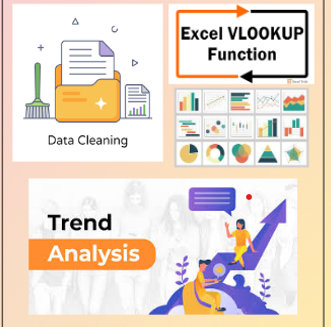 Excel VLOOKUP
Function
Data Cleaning
Trend
Analysis